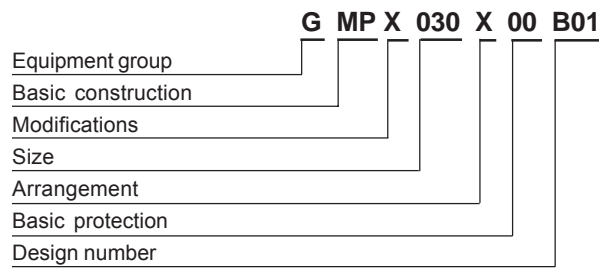 G MP X 030 X 00 B01
Equipment group
Basic construction
Modifications
Size
Arrangement
Basic protection
Design number